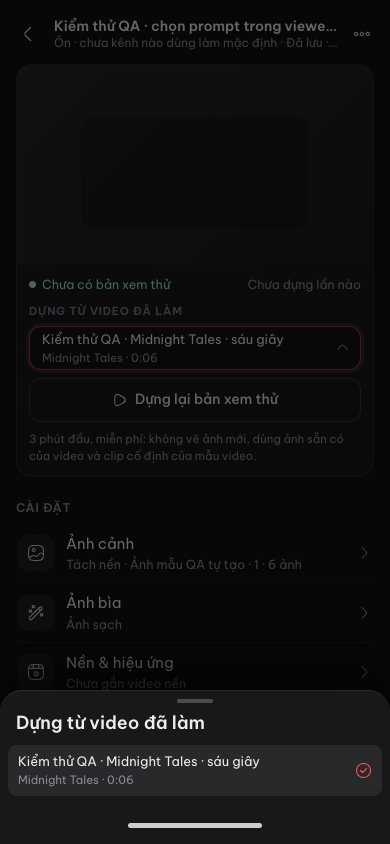 Kiểm thử QA · chọn prompt trong viewe...
Ổn · chưa kênh nào dùng làm mặc định · Đã lưu ·...
Chưa có bản xem thử
Chưa dựng lần nào
DỰNG TỪ VIDEO ĐÃ LÀM
Kiểm thử QA · Midnight Tales · sáu giây
Midnight Tales · 0:06
Dựng lại bản xem thử
3 phút đầu, miễn phí: không vẽ ảnh mới, dùng ảnh sẵn có
của video và clip cố định của mẫu video.
CÀI ĐẶT
Ảnh cảnh
Tách nền · Ảnh mẫu QA tự tạo · 1 · 6 ảnh
Ảnh bìa
Ảnh sạch
Nền & hiệu ứng
Chưa gắn video nền
Dựng từ video đã làm
Kiểm thử QA · Midnight Tales · sáu giây
Midnight Tales · 0:06